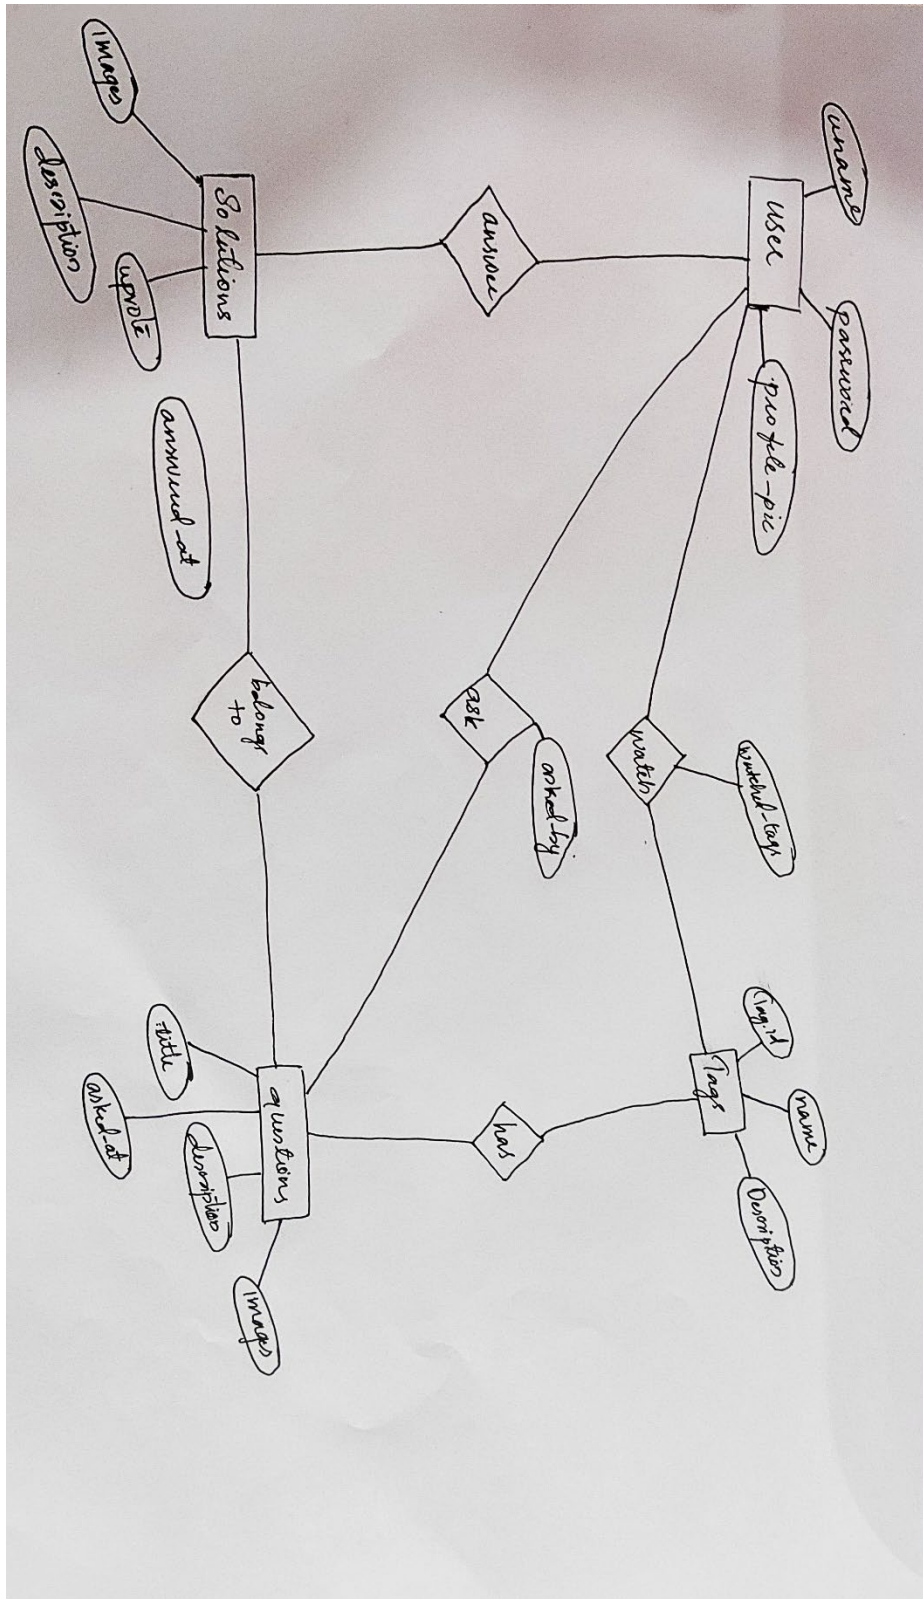 uname
password
user
profile-pic
watch
watched-tags
Tag.id
name
Tags
Description
answer
ask
asked-by
has
Images
description
upvote
Solutions
answered-at
belongs
to
title
asked-at
description
Images
questions